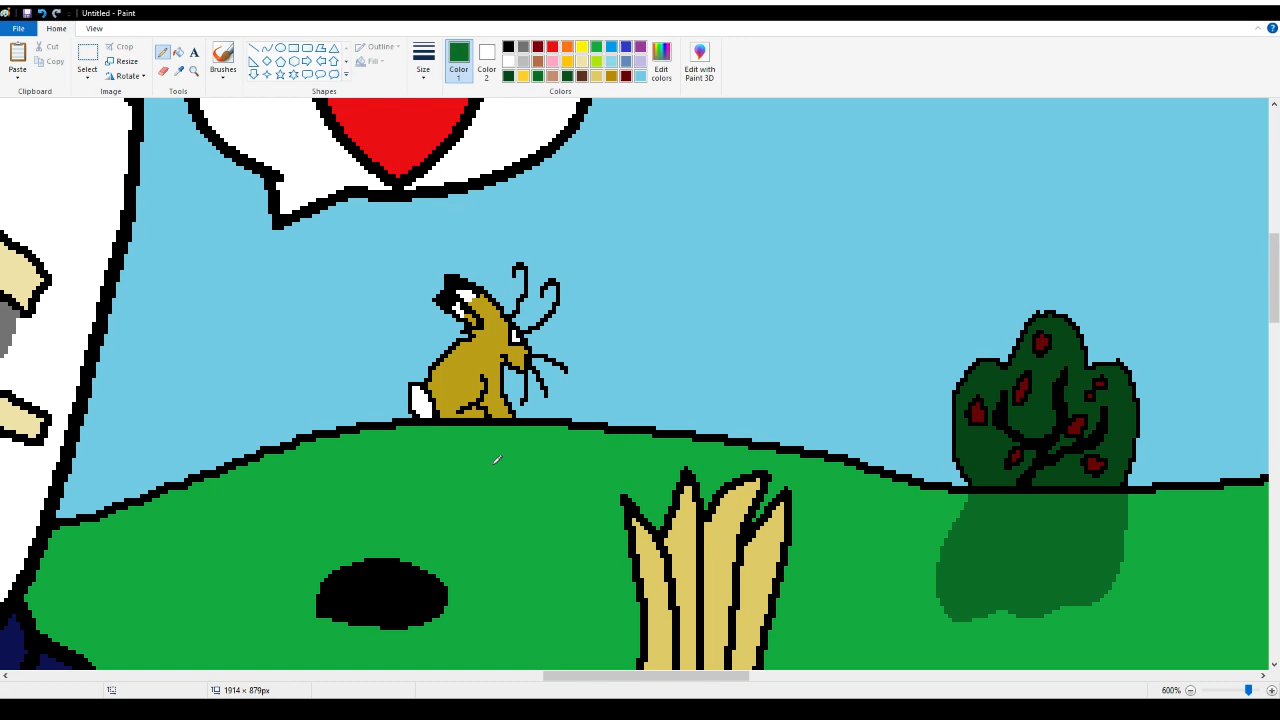 Untitled - Paint
File Home View
Paste
Cut
Copy
Clipboard
Select
Crop
Resize
Rotate
Image
Tools
Brushes
Outline
Fill
Shapes
Size
Color 1
Color 2
Edit colors
Colors
Edit with Paint 3D
1914 × 879px
600%